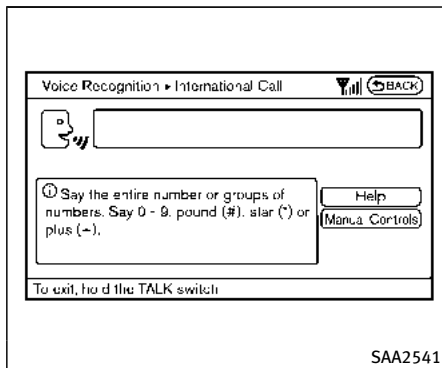 Voice Recognition ▸ International Call
BACK
ⓘ Say the entire number or groups of
numbers. Say 0 - 9, pound (#), star (*) or
plus (+).
Help
Manual Controls
To exit, hold the TALK switch
SAA2541